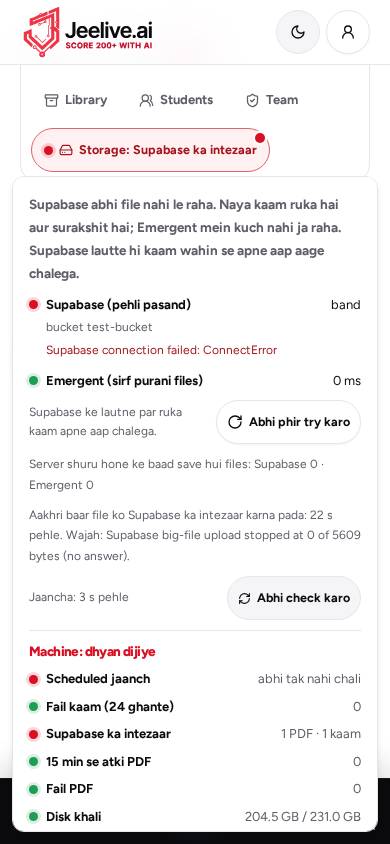 Jeelive.ai
SCORE 200+ WITH AI
Library Students Team
Storage: Supabase ka intezaar
Supabase abhi file nahi le raha. Naya kaam ruka hai
aur surakshit hai; Emergent mein kuch nahi ja raha.
Supabase lautte hi kaam wahin se apne aap aage
chalega.
Supabase (pehli pasand) band
bucket test-bucket
Supabase connection failed: ConnectError
Emergent (sirf purani files) 0 ms
Supabase ke lautne par ruka
kaam apne aap chalega.
Abhi phir try karo
Server shuru hone ke baad save hui files: Supabase 0 ·
Emergent 0
Aakhri baar file ko Supabase ka intezaar karna pada: 22 s
pehle. Wajah: Supabase big-file upload stopped at 0 of 5609
bytes (no answer).
Jaancha: 3 s pehle Abhi check karo
Machine: dhyan dijiye
Scheduled jaanch abhi tak nahi chali
Fail kaam (24 ghante) 0
Supabase ka intezaar 1 PDF · 1 kaam
15 min se atki PDF 0
Fail PDF 0
Disk khali 204.5 GB / 231.0 GB